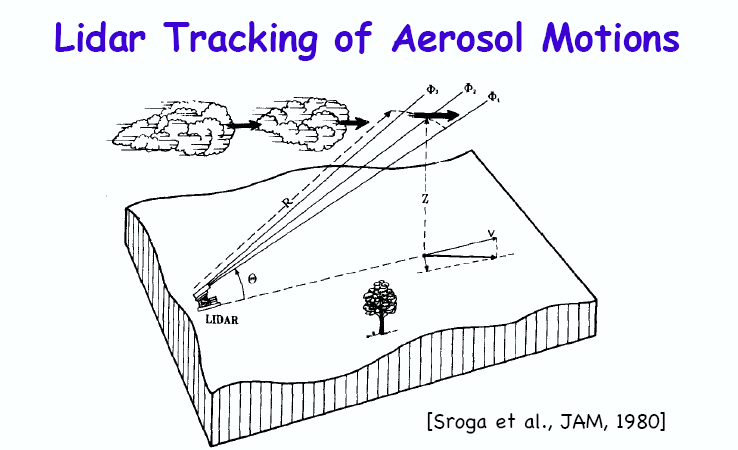 Lidar Tracking of Aerosol Motions
Φ₃ Φ₂ Φ₁
R
Z
V
Θ
LIDAR
[Sroga et al., JAM, 1980]